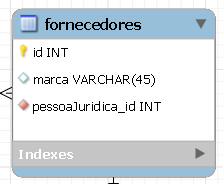 fornecedores
id INT
marca VARCHAR(45)
pessoaJuridica_id INT
Indexes